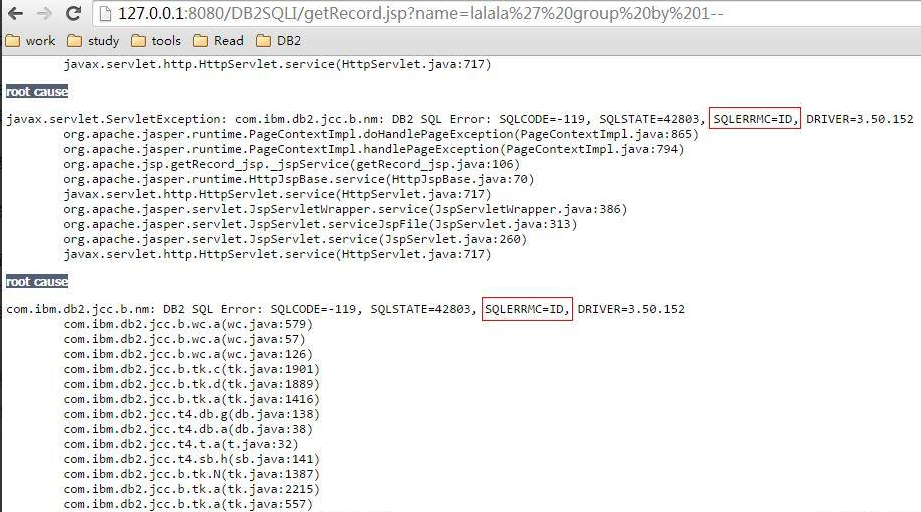 127.0.0.1:8080/DB2SQLI/getRecord.jsp?name=lalala%27%20group%20by%201--
work study tools Read DB2
javax.servlet.http.HttpServlet.service(HttpServlet.java:717)
root cause
javax.servlet.ServletException: com.ibm.db2.jcc.b.nm: DB2 SQL Error: SQLCODE=-119, SQLSTATE=42803, SQLERRMC=ID, DRIVER=3.50.152
org.apache.jasper.runtime.PageContextImpl.doHandlePageException(PageContextImpl.java:865)
org.apache.jasper.runtime.PageContextImpl.handlePageException(PageContextImpl.java:794)
org.apache.jsp.getRecord_jsp._jspService(getRecord_jsp.java:106)
org.apache.jasper.runtime.HttpJspBase.service(HttpJspBase.java:70)
javax.servlet.http.HttpServlet.service(HttpServlet.java:717)
org.apache.jasper.servlet.JspServletWrapper.service(JspServletWrapper.java:386)
org.apache.jasper.servlet.JspServlet.serviceJspFile(JspServlet.java:313)
org.apache.jasper.servlet.JspServlet.service(JspServlet.java:260)
javax.servlet.http.HttpServlet.service(HttpServlet.java:717)
root cause
com.ibm.db2.jcc.b.nm: DB2 SQL Error: SQLCODE=-119, SQLSTATE=42803, SQLERRMC=ID, DRIVER=3.50.152
com.ibm.db2.jcc.b.wc.a(wc.java:579)
com.ibm.db2.jcc.b.wc.a(wc.java:57)
com.ibm.db2.jcc.b.wc.a(wc.java:126)
com.ibm.db2.jcc.b.tk.c(tk.java:1901)
com.ibm.db2.jcc.b.tk.d(tk.java:1889)
com.ibm.db2.jcc.b.tk.a(tk.java:1416)
com.ibm.db2.jcc.t4.db.g(db.java:138)
com.ibm.db2.jcc.t4.db.a(db.java:38)
com.ibm.db2.jcc.t4.t.a(t.java:32)
com.ibm.db2.jcc.t4.sb.h(sb.java:141)
com.ibm.db2.jcc.b.tk.N(tk.java:1387)
com.ibm.db2.jcc.b.tk.a(tk.java:2215)
com.ibm.db2.jcc.b.tk.a(tk.java:557)